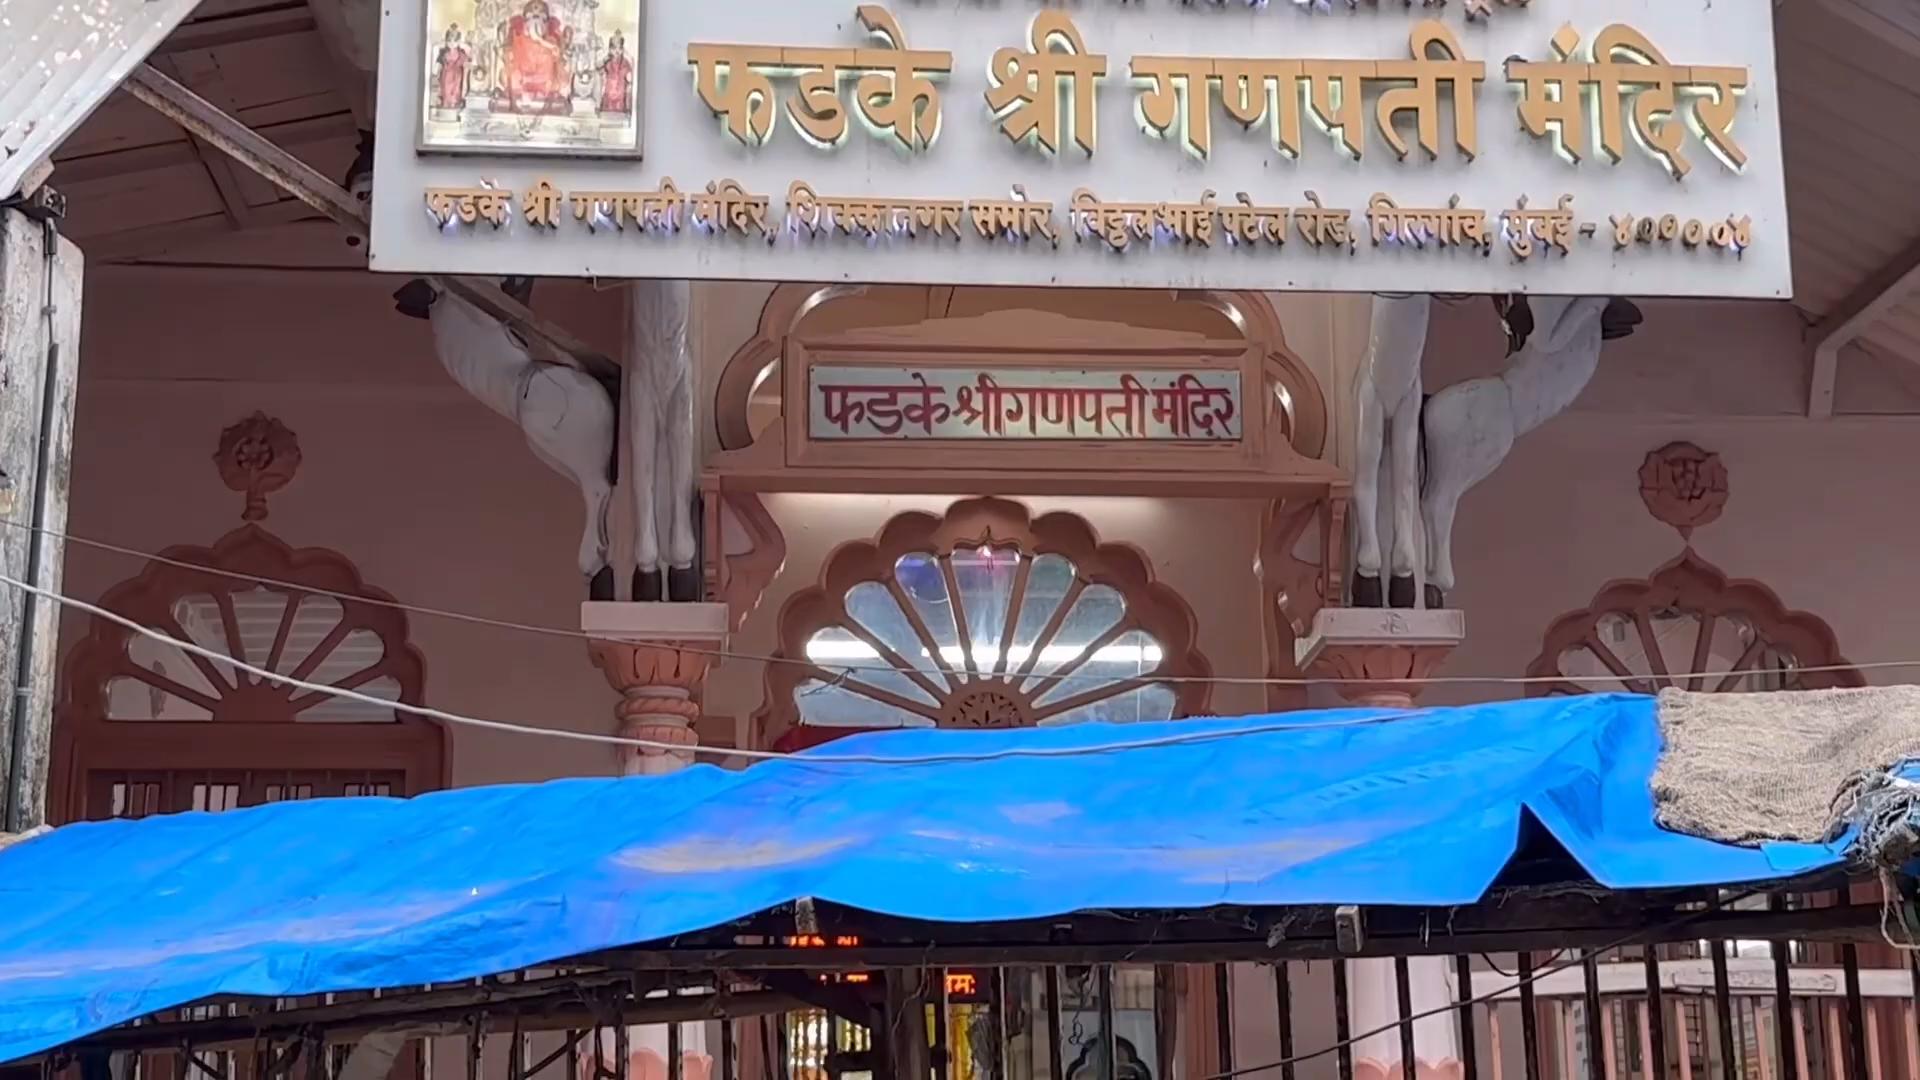 फडके श्री गणपती मंदिर
फडके श्री गणपती मंदिर, शिक्कानगर समोर, विठ्ठलभाई पटेल रोड, गिरगांव, मुंबई - ४००००४
फडके श्री गणपती मंदिर